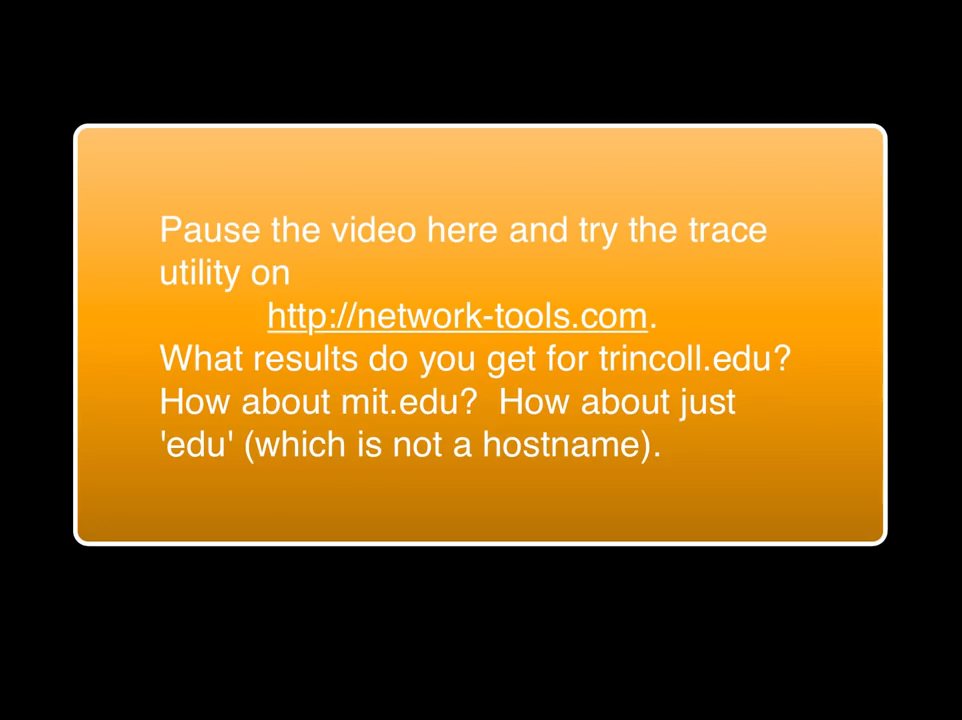 Pause the video here and try the trace
utility on
http://network-tools.com.
What results do you get for trincoll.edu?
How about mit.edu?  How about just
'edu' (which is not a hostname).